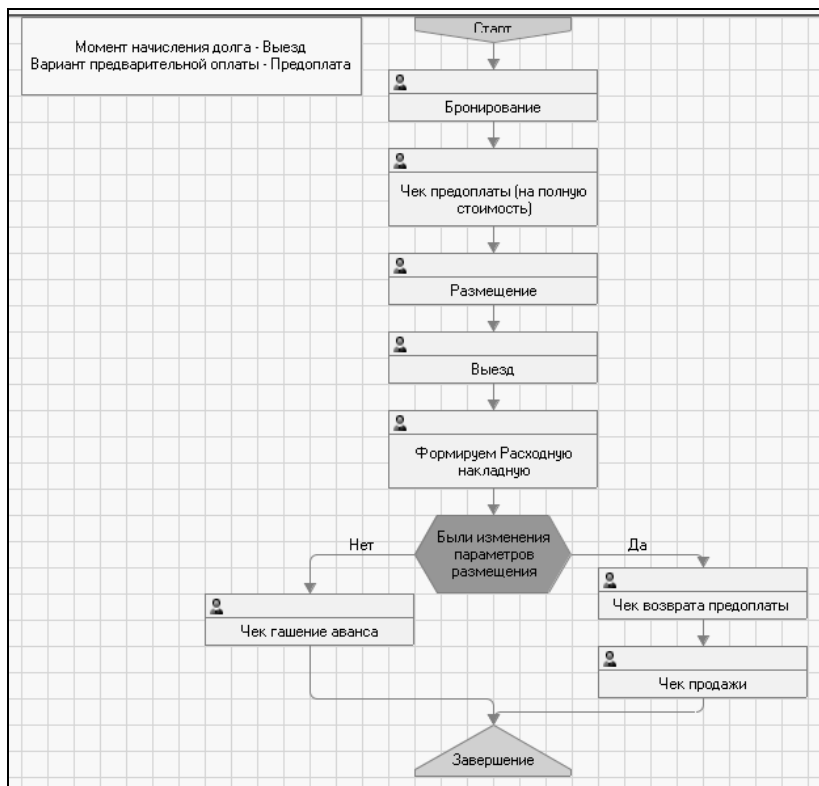 Момент начисления долга - Выезд
Вариант предварительной оплаты - Предоплата
Старт
Бронирование
Чек предоплаты (на полную
стоимость)
Размещение
Выезд
Формируем Расходную
накладную
Были изменения
параметров
размещения
Нет
Да
Чек гашение аванса
Чек возврата предоплаты
Чек продажи
Завершение